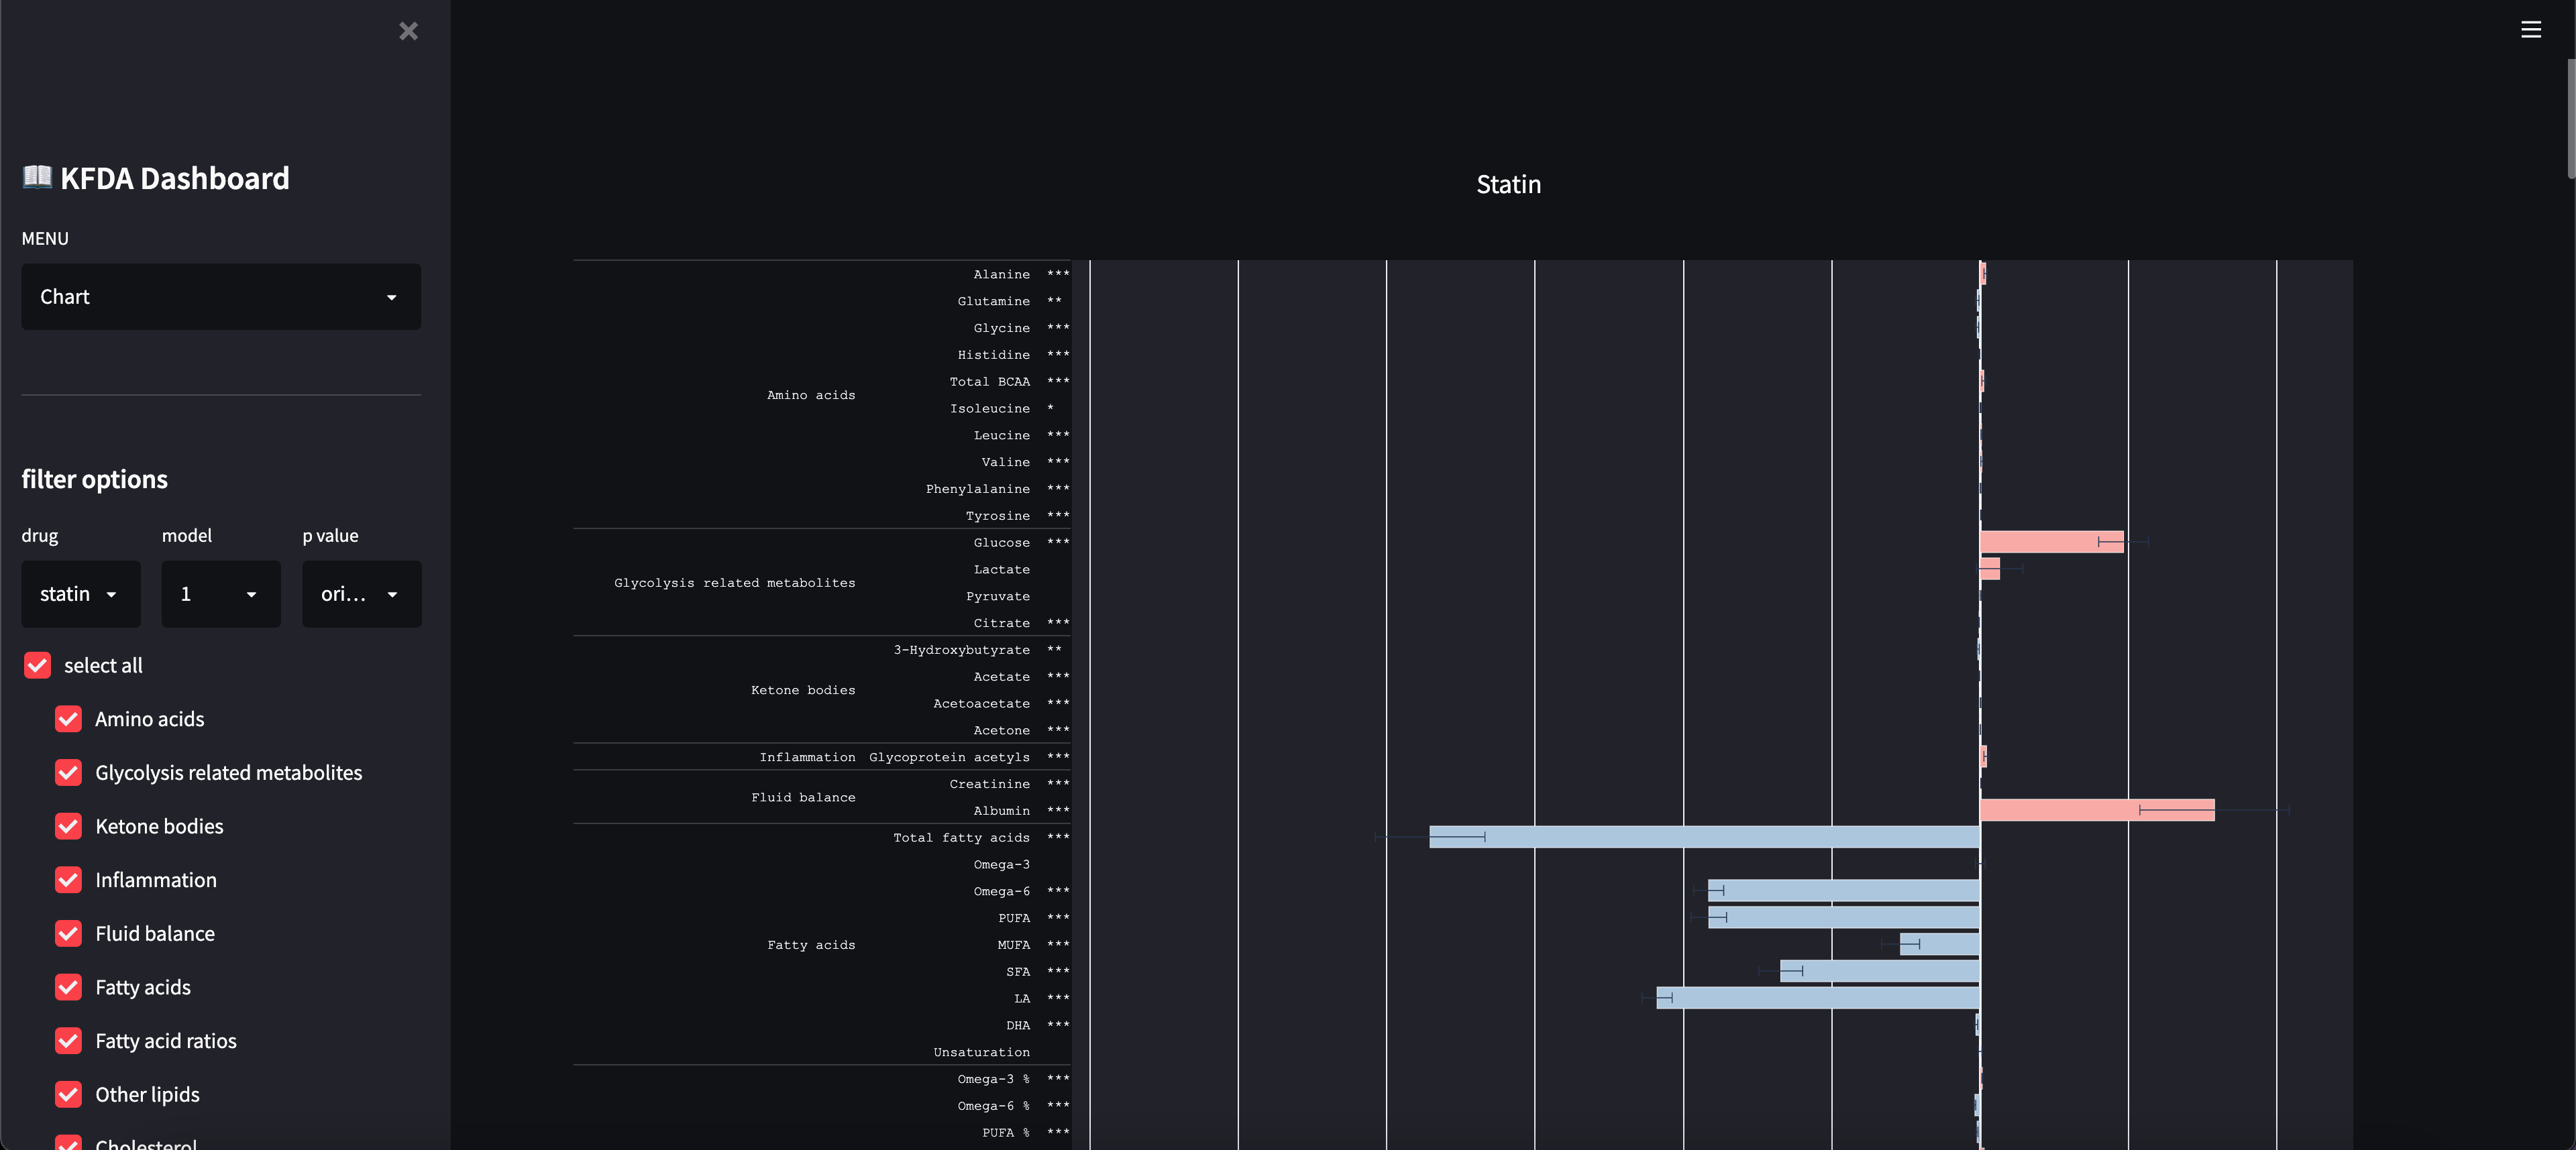 KFDA Dashboard
MENU
Chart
filter options
drug model p value
statin 1 ori...
select all
Amino acids
Glycolysis related metabolites
Ketone bodies
Inflammation
Fluid balance
Fatty acids
Fatty acid ratios
Other lipids
Cholesterol
Statin
Alanine ***
Glutamine **
Glycine ***
Histidine ***
Total BCAA ***
Amino acids
Isoleucine *
Leucine ***
Valine ***
Phenylalanine ***
Tyrosine ***
Glucose ***
Lactate
Glycolysis related metabolites
Pyruvate
Citrate ***
3-Hydroxybutyrate **
Acetate ***
Ketone bodies
Acetoacetate ***
Acetone ***
Inflammation Glycoprotein acetyls ***
Creatinine ***
Fluid balance
Albumin ***
Total fatty acids ***
Omega-3
Omega-6 ***
PUFA ***
Fatty acids MUFA ***
SFA ***
LA ***
DHA ***
Unsaturation
Omega-3 % ***
Omega-6 % ***
PUFA % ***